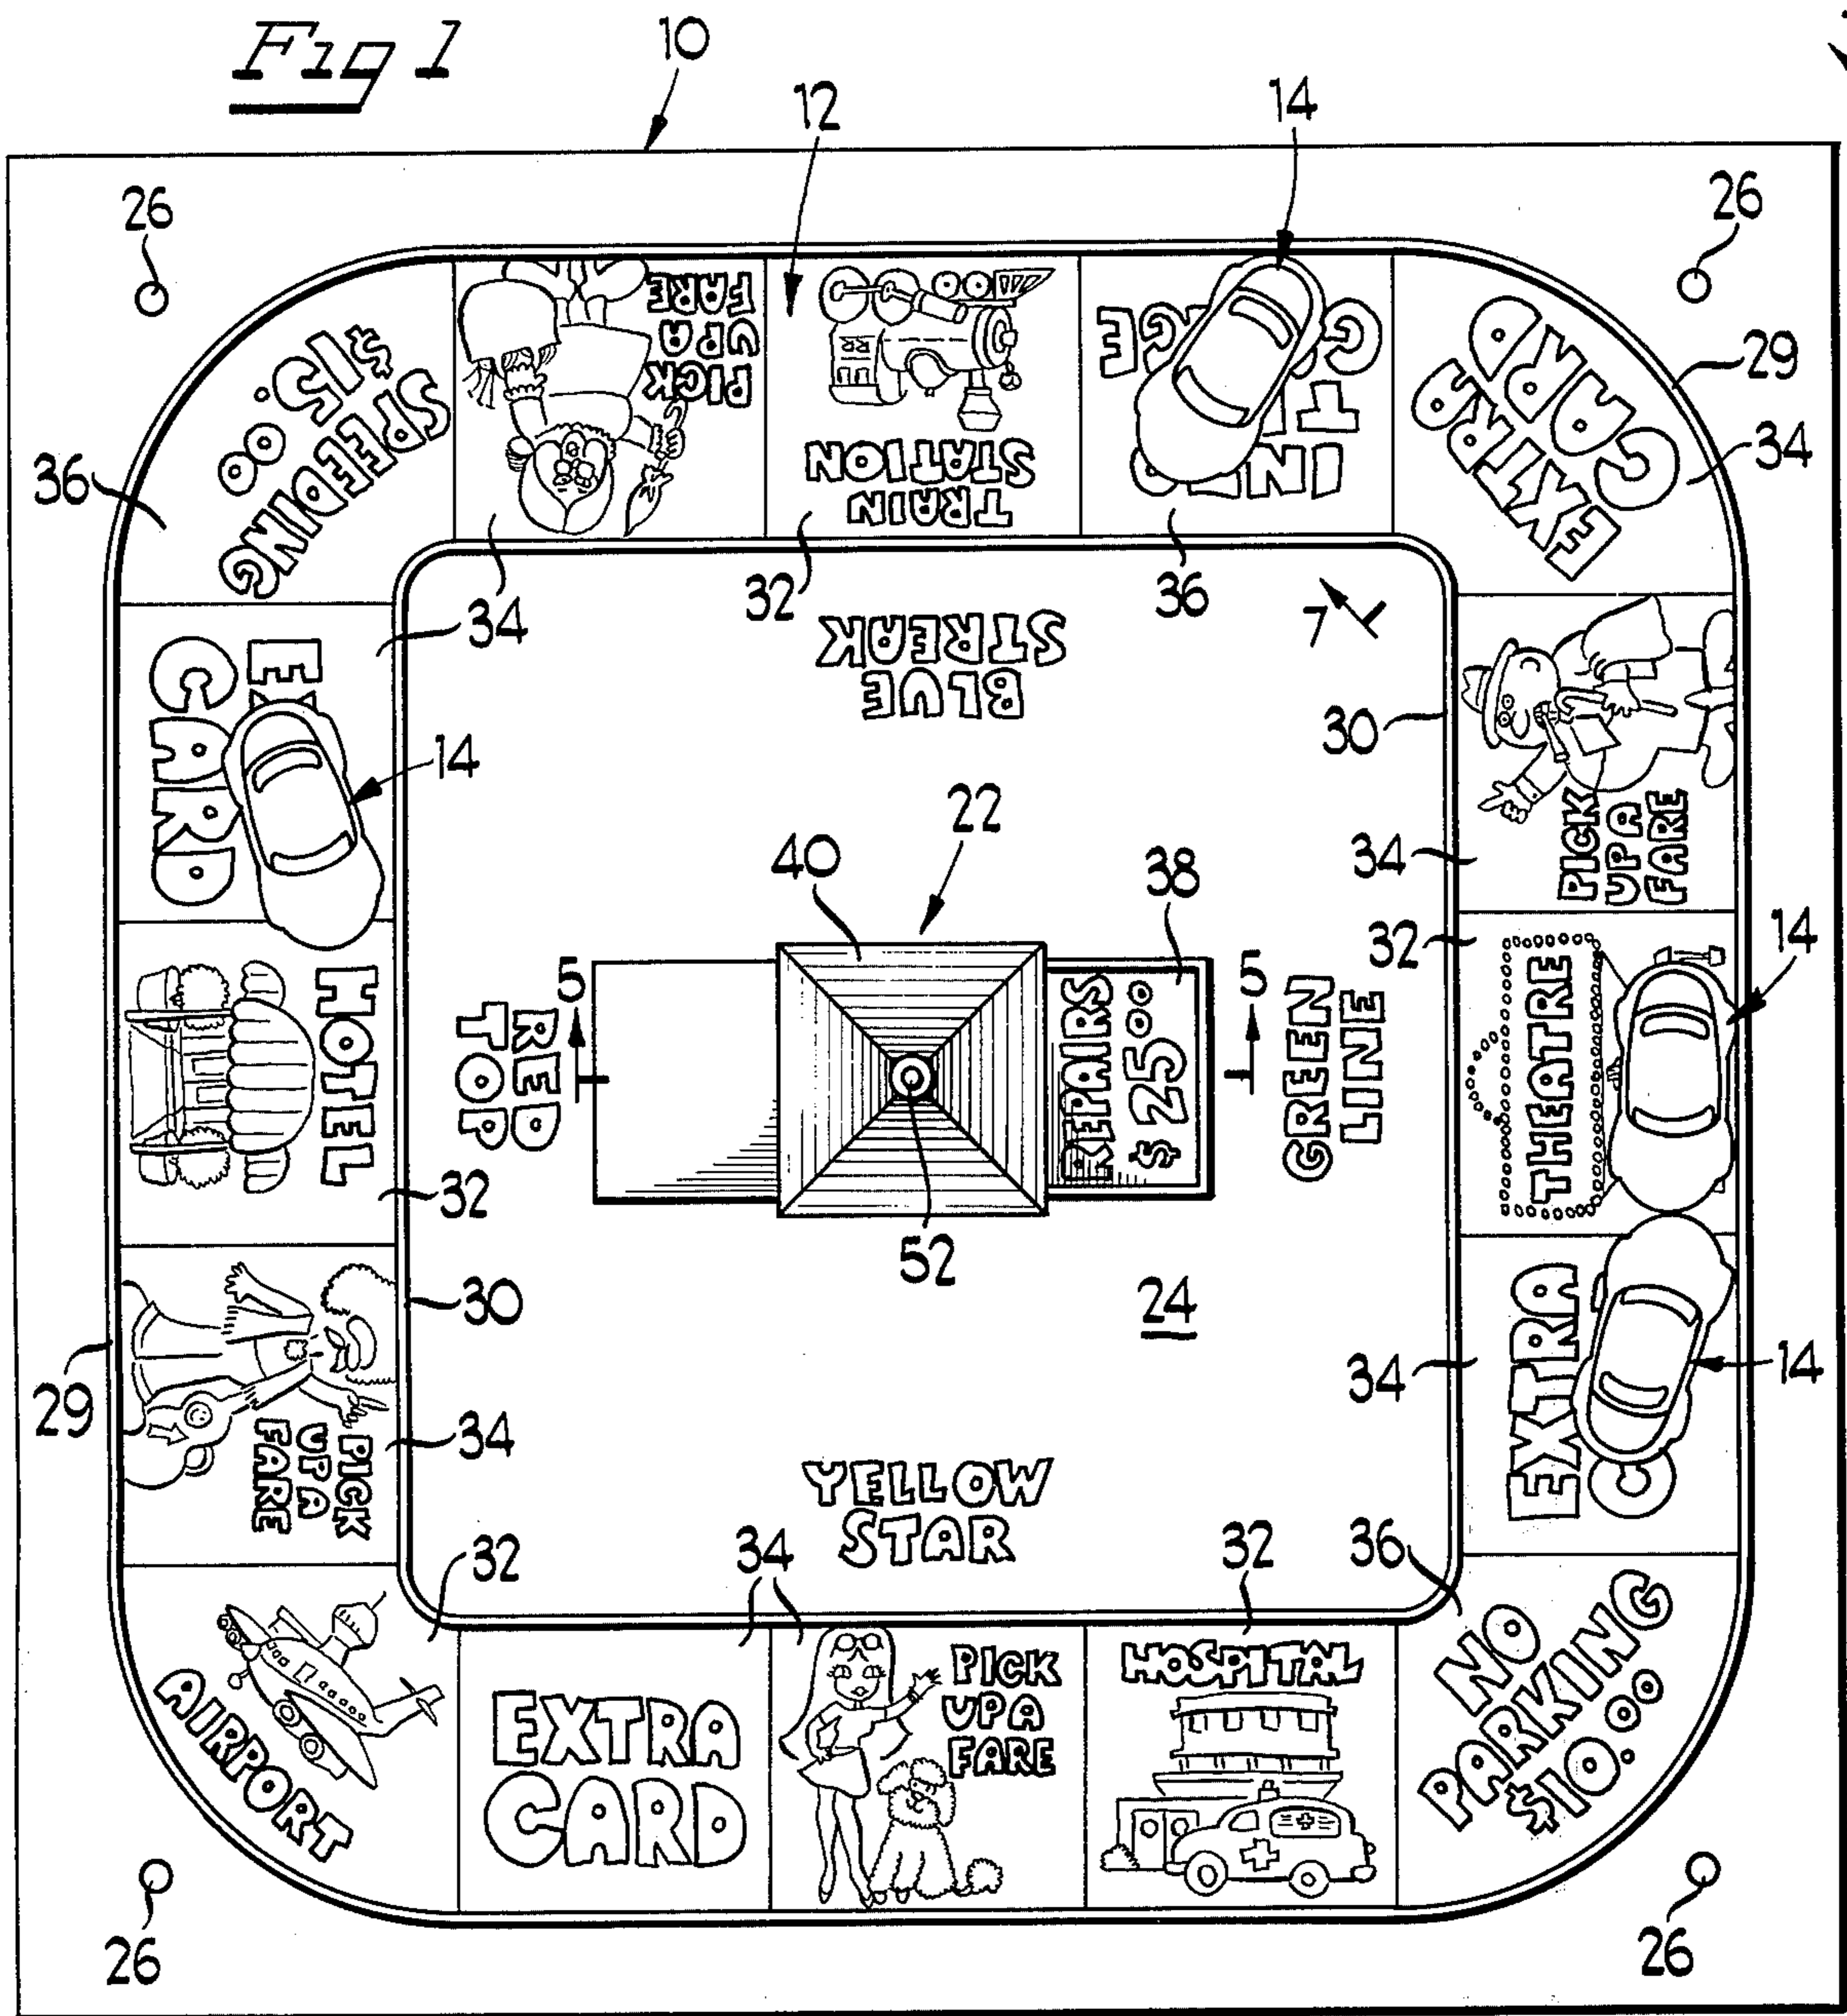 Fig 1
10
12
14
26
26
29
34
36
$15.00
SPEEDING
PICK
UP A
FARE
34
TRAIN
STATION
RR
32
36
EXTRA
CARD
7
34
CARD
14
BLUE
STREAK
30
PICK
UP A
FARE
34
22
40
38
32
14
HOTEL
32
RED
TOP
5
REPAIRS
$25.00
5
GREEN
LINE
THEATRE
52
30
24
29
PICK
UP A
FARE
34
EXTRA
C
34
14
YELLOW
STAR
32
34
32
36
AIRPORT
EXTRA
CARD
PICK
UP A
FARE
HOSPITAL
NO
PARKING
$10.00
26
26